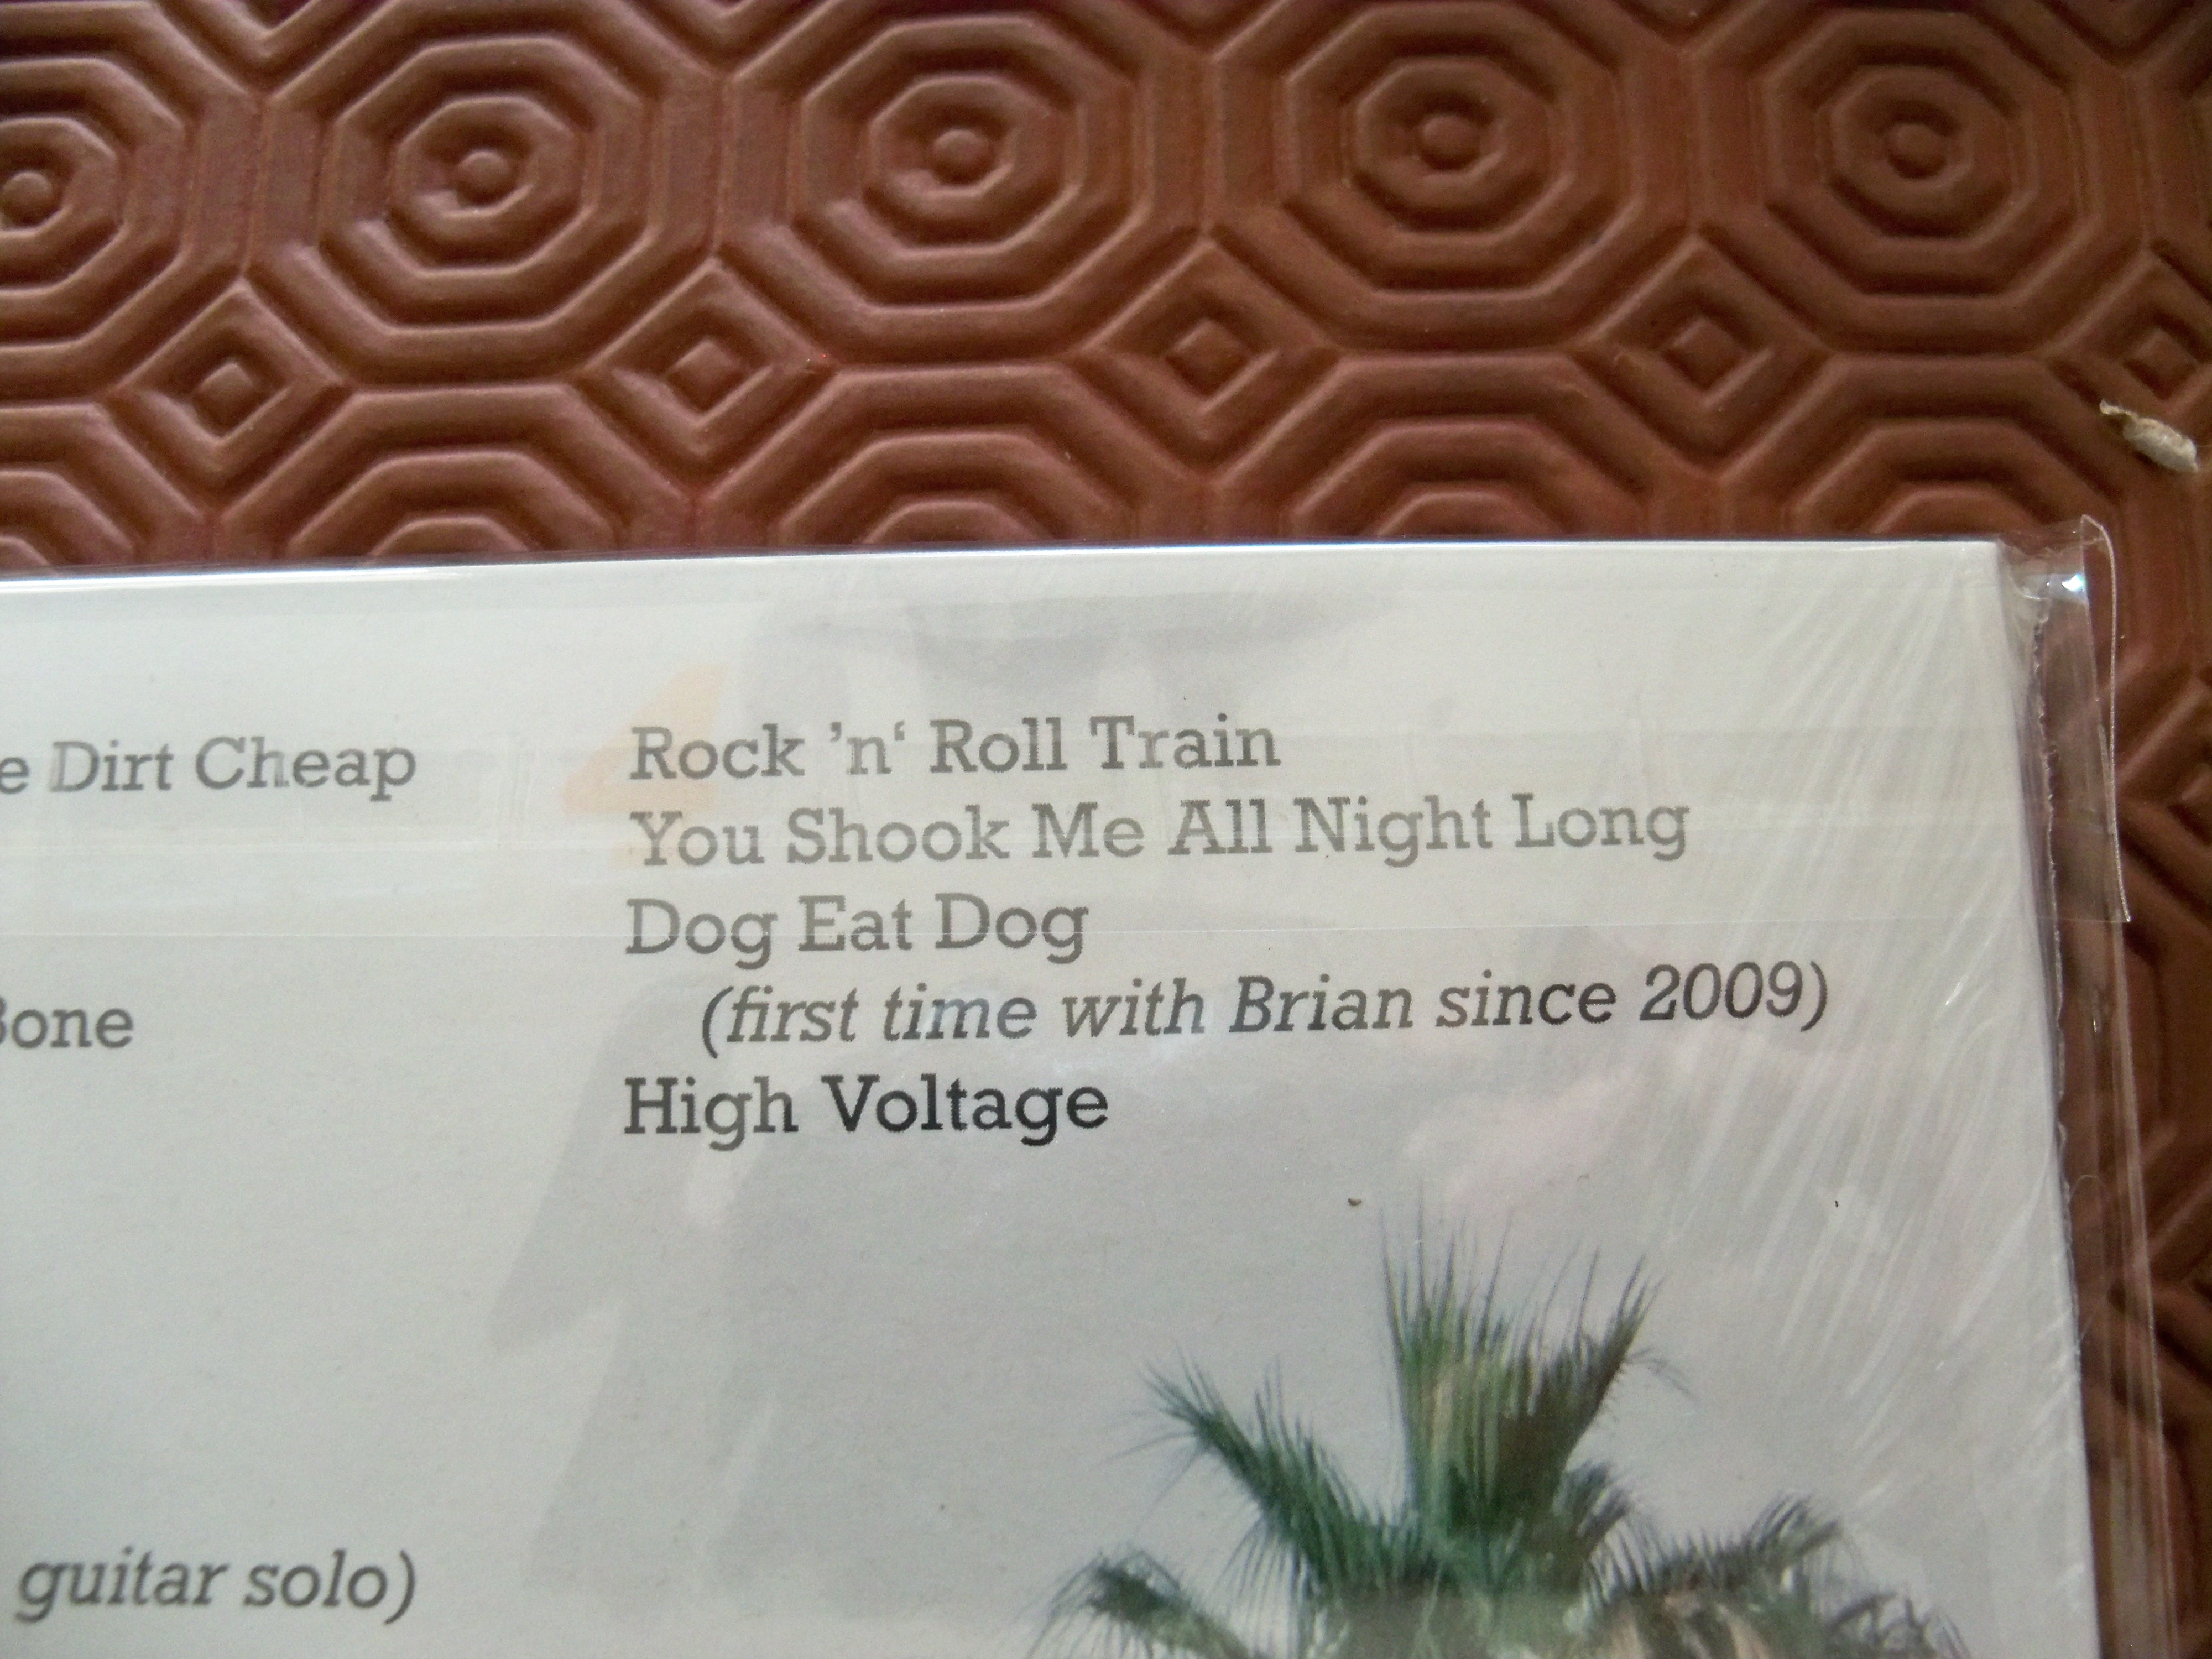 e Dirt Cheap
Bone
guitar solo)
4
Rock ’n‘ Roll Train
You Shook Me All Night Long
Dog Eat Dog
(first time with Brian since 2009)
High Voltage